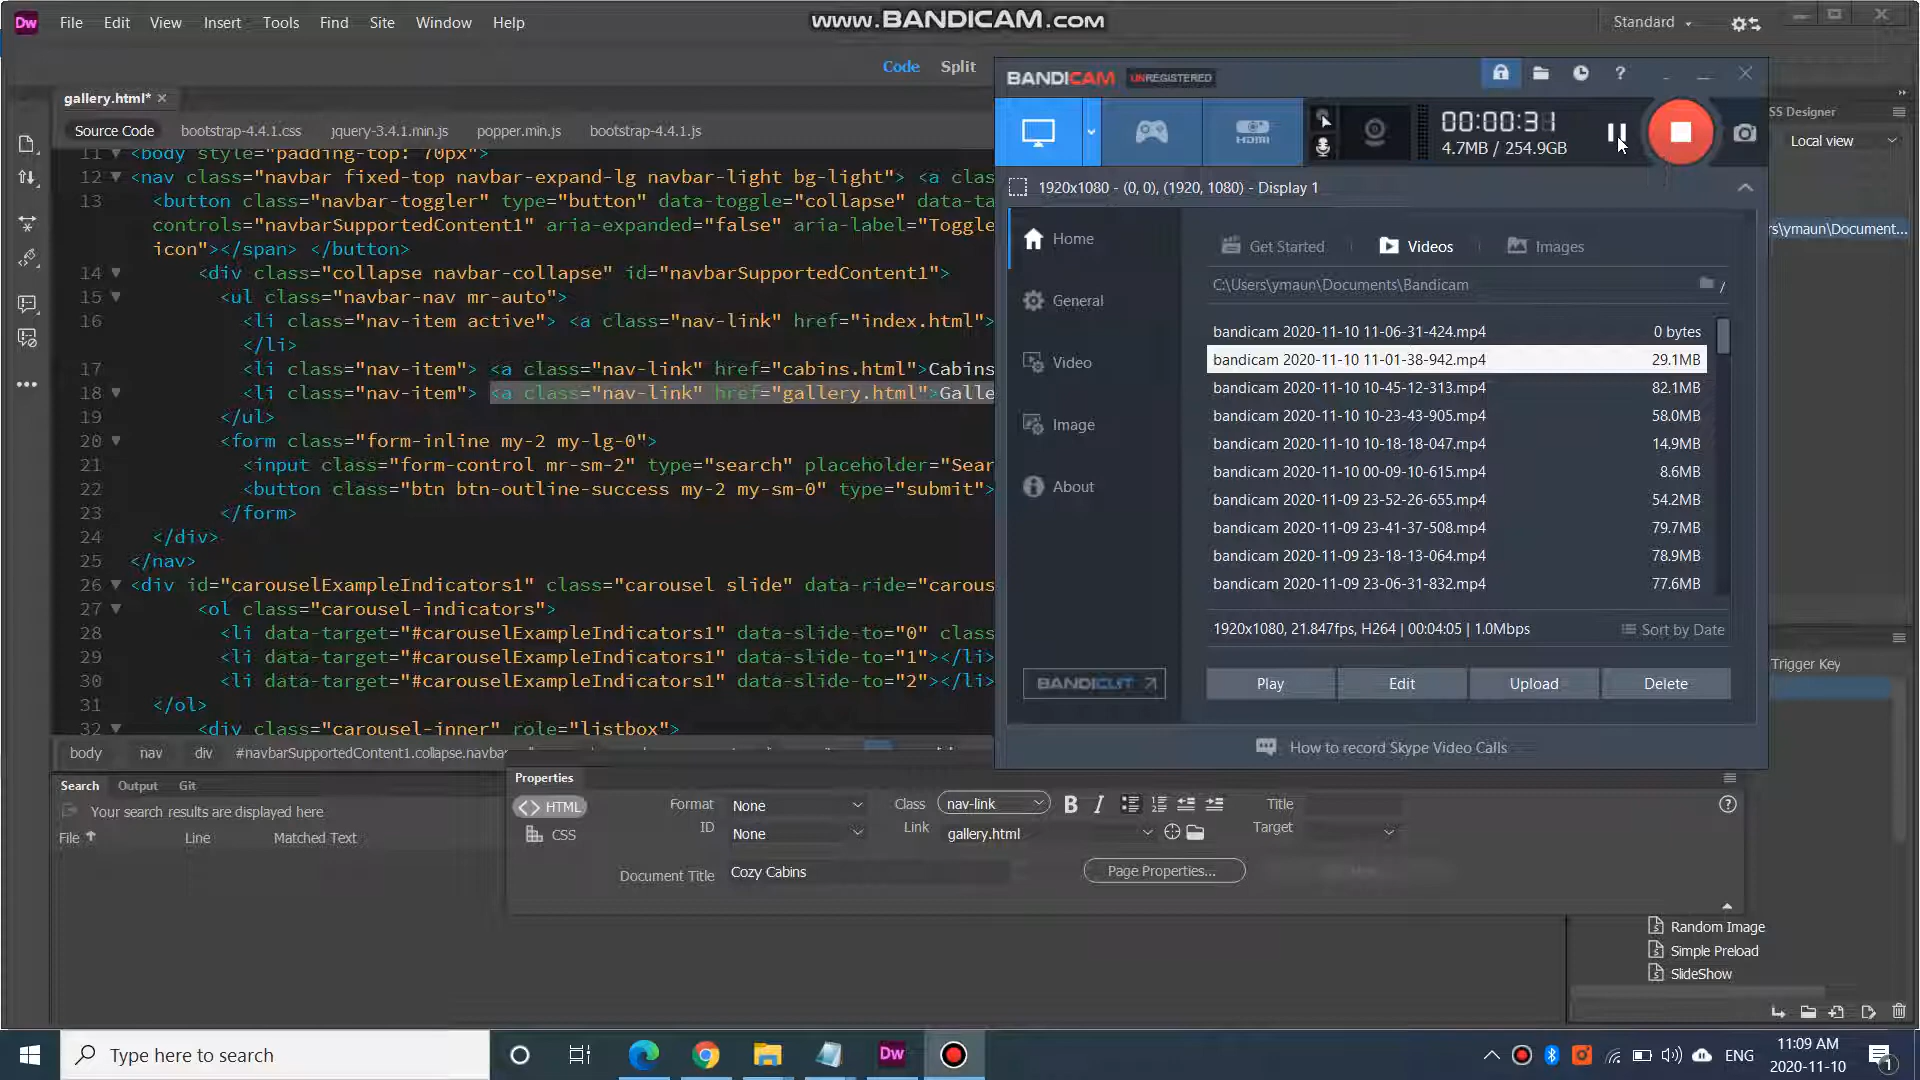 Dw File Edit View Insert Tools Find Site Window Help
www.BANDICAM.com
Standard
Code Split
gallery.html*
Source Code bootstrap-4.4.1.css jquery-3.4.1.min.js popper.min.js bootstrap-4.4.1.js
11 <body style="padding-top: 70px">
12 <nav class="navbar fixed-top navbar-expand-lg navbar-light bg-light"> <a clas
13 <button class="navbar-toggler" type="button" data-toggle="collapse" data-ta
controls="navbarSupportedContent1" aria-expanded="false" aria-label="Toggle
icon"></span> </button>
14 <div class="collapse navbar-collapse" id="navbarSupportedContent1">
15 <ul class="navbar-nav mr-auto">
16 <li class="nav-item active"> <a class="nav-link" href="index.html">
</li>
17 <li class="nav-item"> <a class="nav-link" href="cabins.html">Cabins
18 <li class="nav-item"> <a class="nav-link" href="gallery.html">Galle
19 </ul>
20 <form class="form-inline my-2 my-lg-0">
21 <input class="form-control mr-sm-2" type="search" placeholder="Sear
22 <button class="btn btn-outline-success my-2 my-sm-0" type="submit">
23 </form>
24 </div>
25 </nav>
26 <div id="carouselExampleIndicators1" class="carousel slide" data-ride="carous
27 <ol class="carousel-indicators">
28 <li data-target="#carouselExampleIndicators1" data-slide-to="0" class
29 <li data-target="#carouselExampleIndicators1" data-slide-to="1"></li>
30 <li data-target="#carouselExampleIndicators1" data-slide-to="2"></li>
31 </ol>
32 <div class="carousel-inner" role="listbox">
body nav div #navbarSupportedContent1.collapse.navbar
BANDICAM UNREGISTERED
HDMI
00:00:31
4.7MB / 254.9GB
1920x1080 - (0, 0), (1920, 1080) - Display 1
Home
General
Video
Image
About
BANDICUT
Get Started Videos Images
C:\Users\ymaun\Documents\Bandicam
bandicam 2020-11-10 11-06-31-424.mp4 0 bytes
bandicam 2020-11-10 11-01-38-942.mp4 29.1MB
bandicam 2020-11-10 10-45-12-313.mp4 82.1MB
bandicam 2020-11-10 10-23-43-905.mp4 58.0MB
bandicam 2020-11-10 10-18-18-047.mp4 14.9MB
bandicam 2020-11-10 00-09-10-615.mp4 8.6MB
bandicam 2020-11-09 23-52-26-655.mp4 54.2MB
bandicam 2020-11-09 23-41-37-508.mp4 79.7MB
bandicam 2020-11-09 23-18-13-064.mp4 78.9MB
bandicam 2020-11-09 23-06-31-832.mp4 77.6MB
1920x1080, 21.847fps, H264 | 00:04:05 | 1.0Mbps Sort by Date
Play Edit Upload Delete
How to record Skype Video Calls
SS Designer
Local view
rs\ymaun\Document...
Trigger Key
Search Output Git
Your search results are displayed here
File Line Matched Text
Properties
HTML
CSS
Format None
ID None
Class nav-link
Link gallery.html
Title
Target
Document Title Cozy Cabins
Page Properties...
Random Image
Simple Preload
SlideShow
Type here to search
Dw
ENG
11:09 AM
2020-11-10
1